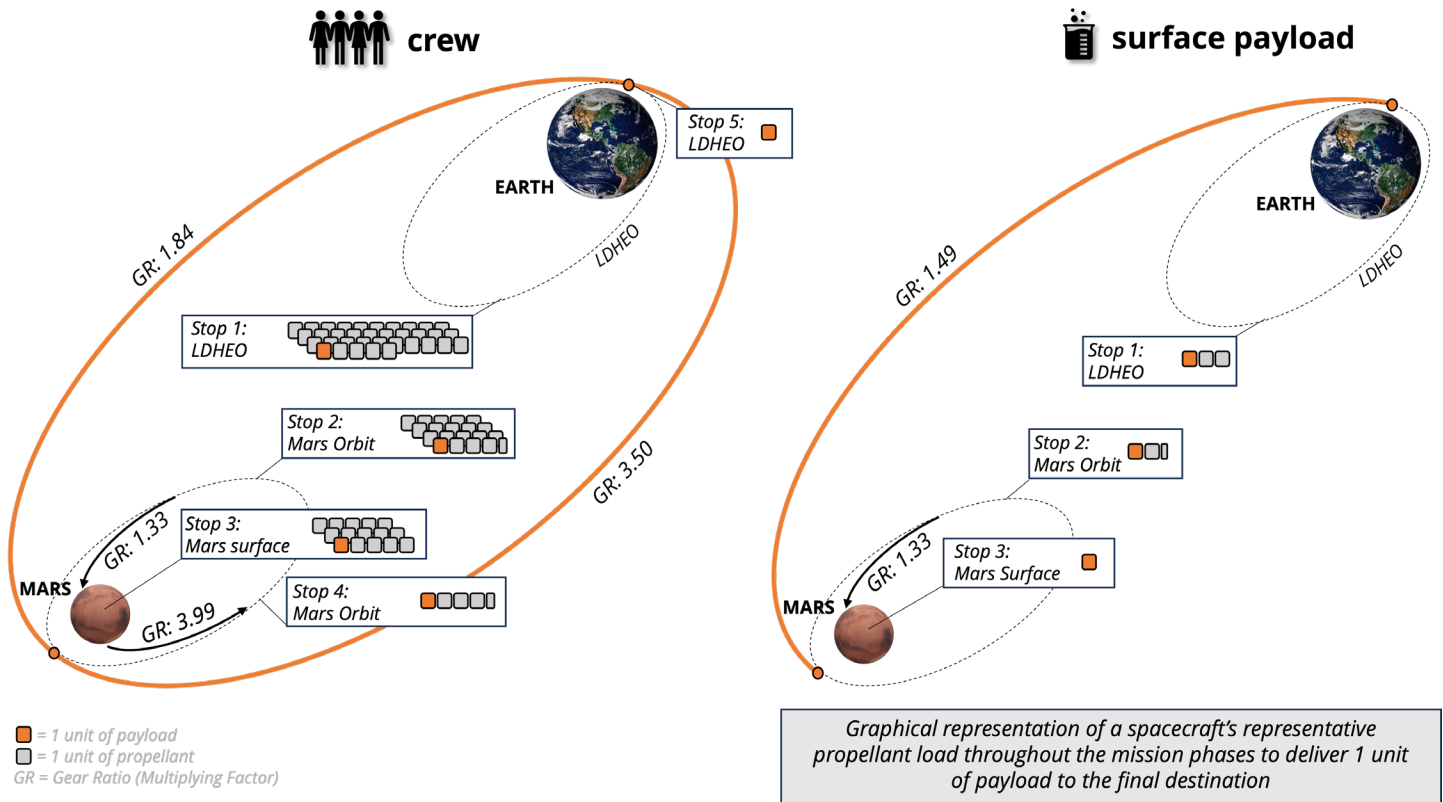 crew
Stop 5:
LDHEO
EARTH
LDHEO
GR: 1.84
Stop 1:
LDHEO
Stop 2:
Mars Orbit
GR: 3.50
GR: 1.33
Stop 3:
Mars surface
MARS
GR: 3.99
Stop 4:
Mars Orbit
= 1 unit of payload
= 1 unit of propellant
GR = Gear Ratio (Multiplying Factor)
surface payload
EARTH
LDHEO
GR: 1.49
Stop 1:
LDHEO
Stop 2:
Mars Orbit
GR: 1.33
Stop 3:
Mars Surface
MARS
Graphical representation of a spacecraft's representative
propellant load throughout the mission phases to deliver 1 unit
of payload to the final destination